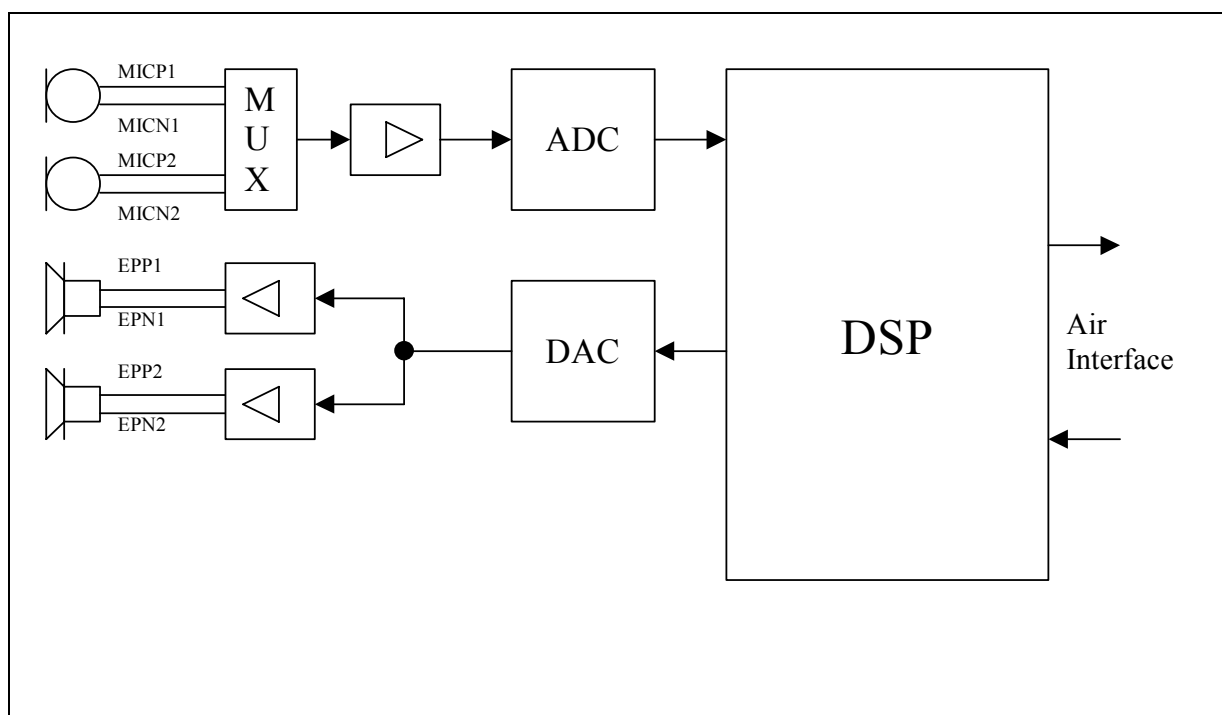 MICP1
MICN1
MICP2
MICN2
M
U
X
ADC
EPP1
EPN1
EPP2
EPN2
DAC
DSP
Air
Interface